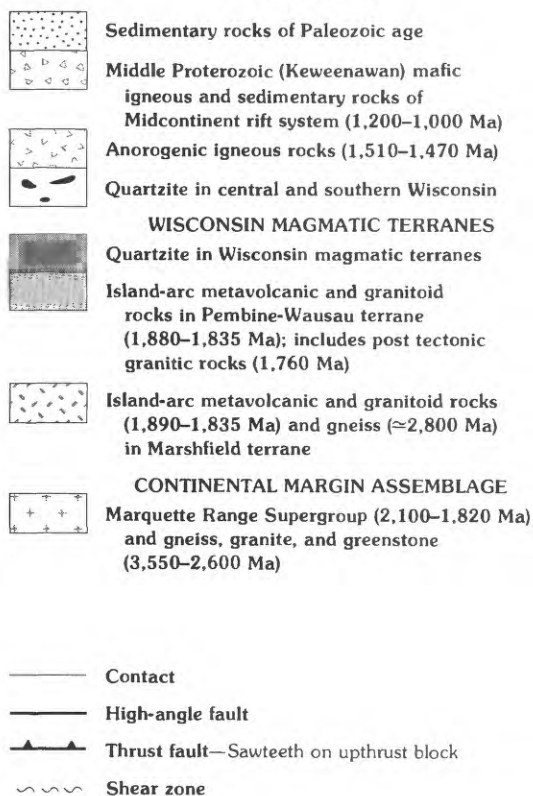 Sedimentary rocks of Paleozoic age
Middle Proterozoic (Keweenawan) mafic
igneous and sedimentary rocks of
Midcontinent rift system (1,200–1,000 Ma)
Anorogenic igneous rocks (1,510–1,470 Ma)
Quartzite in central and southern Wisconsin
WISCONSIN MAGMATIC TERRANES
Quartzite in Wisconsin magmatic terranes
Island-arc metavolcanic and granitoid
rocks in Pembine-Wausau terrane
(1,880–1,835 Ma); includes post tectonic
granitic rocks (1,760 Ma)
Island-arc metavolcanic and granitoid rocks
(1,890–1,835 Ma) and gneiss (≃2,800 Ma)
in Marshfield terrane
CONTINENTAL MARGIN ASSEMBLAGE
Marquette Range Supergroup (2,100–1,820 Ma)
and gneiss, granite, and greenstone
(3,550–2,600 Ma)
Contact
High-angle fault
Thrust fault—Sawteeth on upthrust block
Shear zone